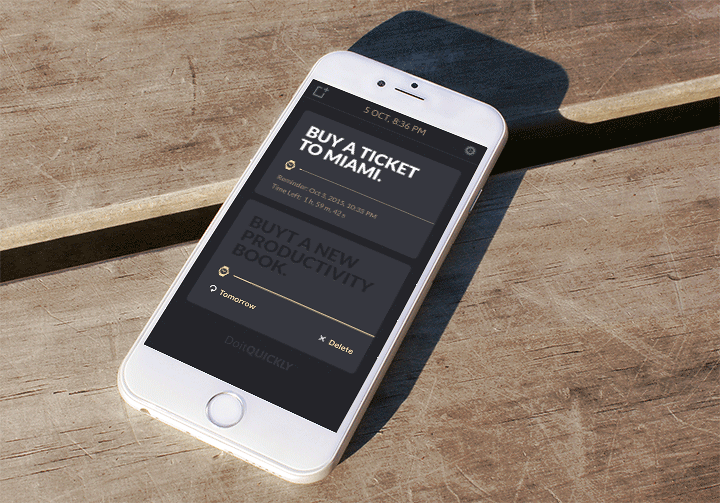 5 OCT, 8:36 PM
BUY A TICKET
TO MIAMI.
Reminder: Oct 5, 2015, 10:35 PM
Time Left: 1 h, 59 m, 42 s
BUYT A NEW
PRODUCTIVITY
BOOK.
Tomorrow
Delete
DoitQUICKLY